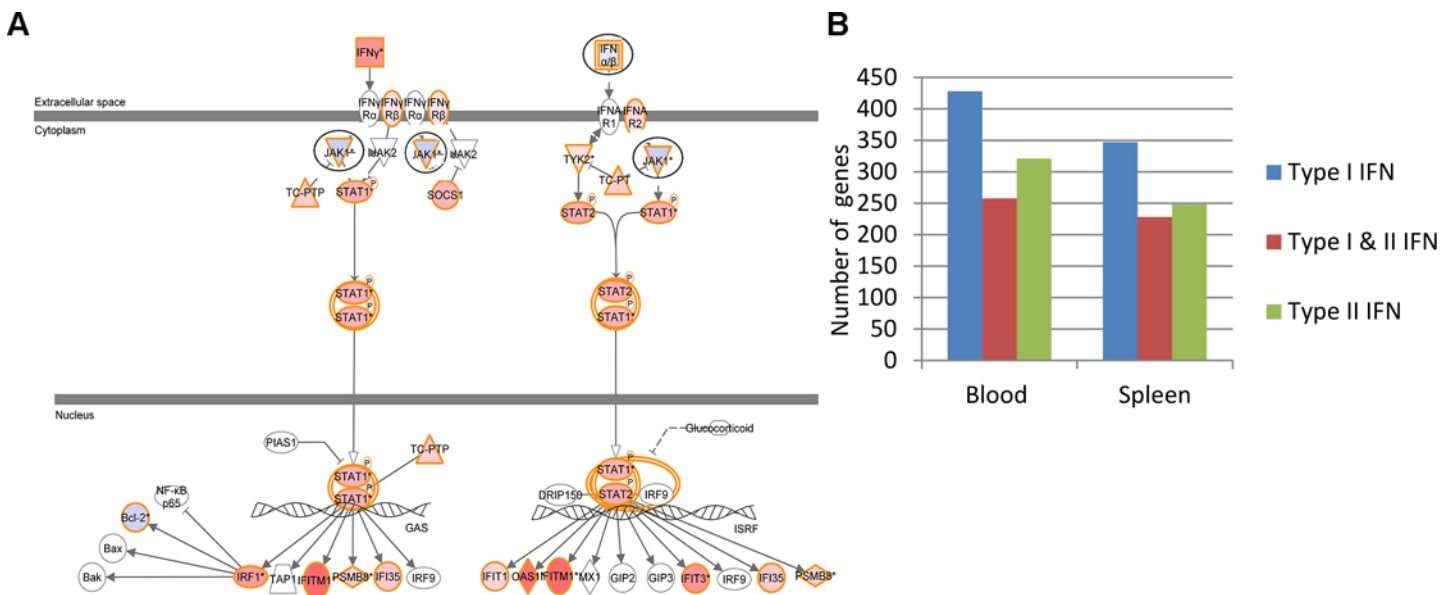 A
IFNγ*
IFN
α/β
Extracellular space
IFNγ
Rα
IFNγ
Rβ
IFNγ
Rα
IFNγ
Rβ
IFNA
R1
IFNA
R2
Cytoplasm
JAK1*
JAK2
JAK1*
JAK2
TYK2*
JAK1*
TC-PTP
STAT1*
P
SOCS1
TC-PT
STAT2
P
STAT1*
P
STAT1*
P
STAT1*
P
STAT2
P
STAT1*
P
Nucleus
PIAS1
TC-PTP
Glucocorticoid
STAT1*
P
STAT1*
P
STAT1*
P
STAT2
P
DRIP150
IRF9
NF-κB
p65
Bcl-2*
GAS
ISRF
Bax
Bak
IRF1*
TAP1
IFITM1*
PSMB8*
IFI35
IRF9
IFIT1
OAS1*
IFITM1*
MX1
GIP2
GIP3
IFIT3*
IRF9
IFI35
PSMB8*
B
Number of genes
450
400
350
300
250
200
150
100
50
0
Blood
Spleen
Type I IFN
Type I & II IFN
Type II IFN